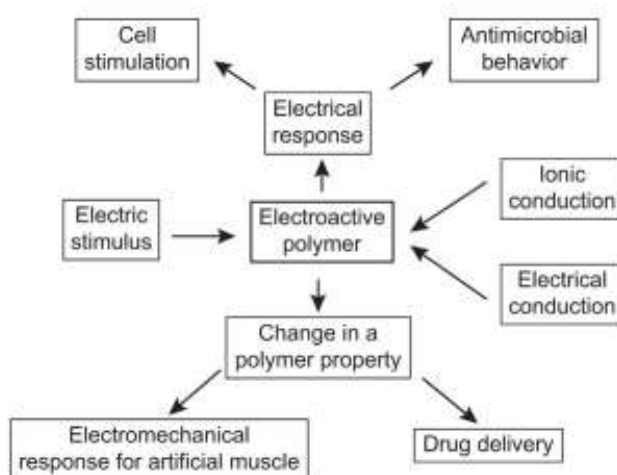 Cell
stimulation
Antimicrobial
behavior
Electrical
response
Ionic
conduction
Electric
stimulus
Electroactive
polymer
Electrical
conduction
Change in a
polymer property
Electromechanical
response for artificial muscle
Drug delivery